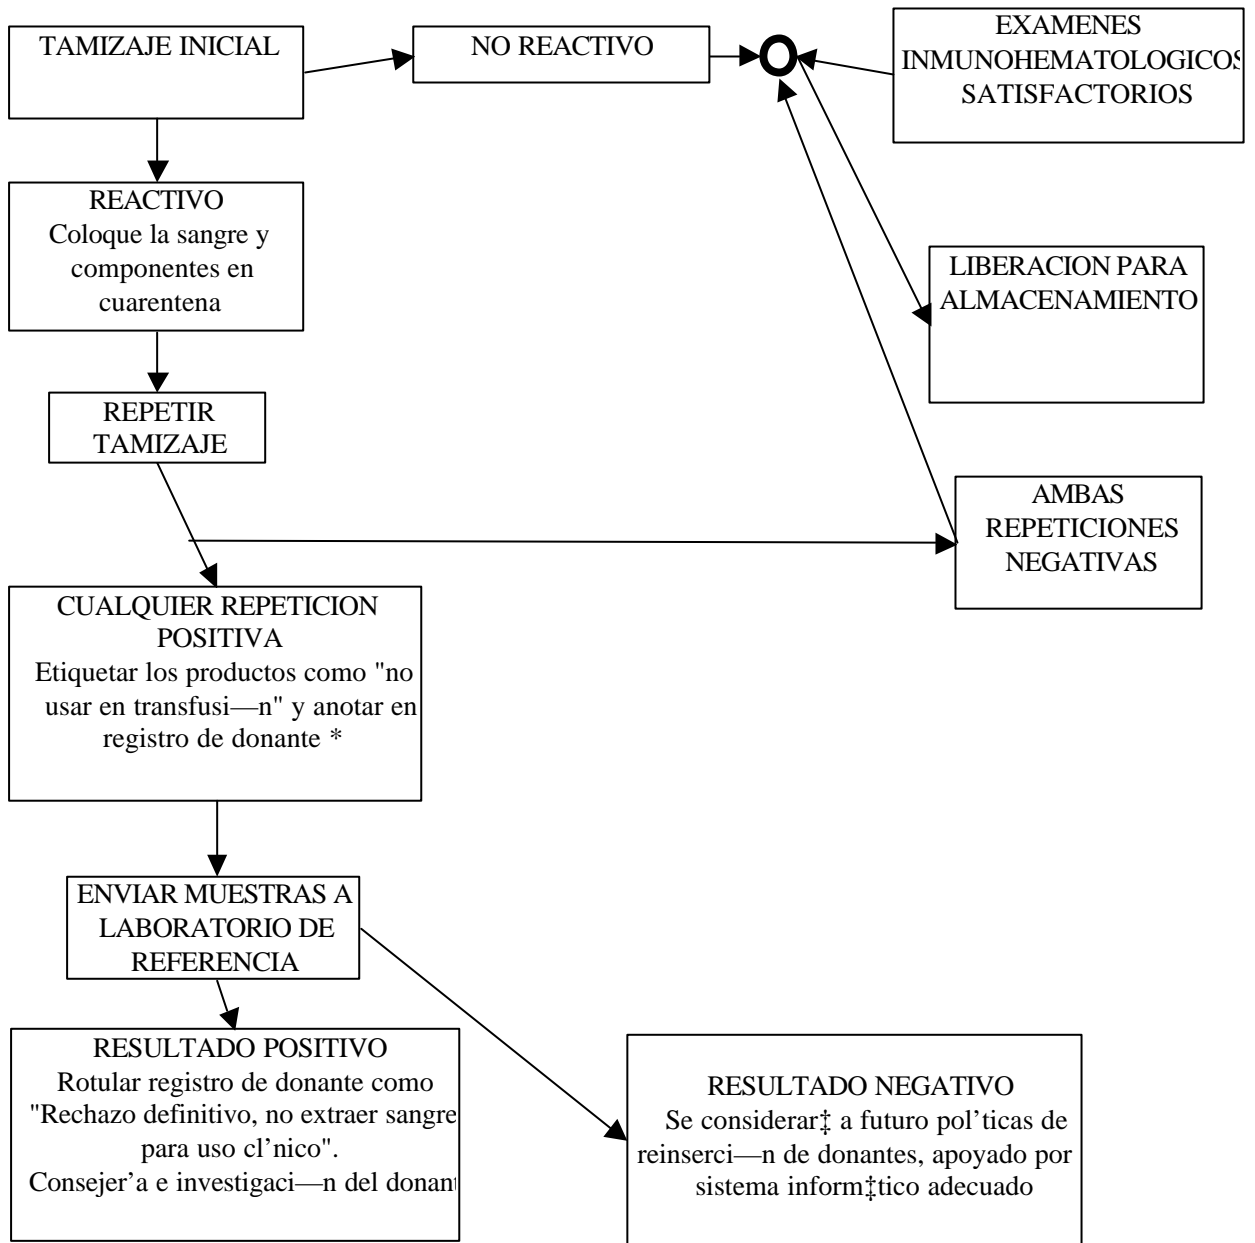 TAMIZAJE INICIAL
NO REACTIVO
EXAMENES
INMUNOHEMATOLOGICOS
SATISFACTORIOS
REACTIVO
Coloque la sangre y
componentes en
cuarentena
LIBERACION PARA
ALMACENAMIENTO
REPETIR
TAMIZAJE
AMBAS
REPETICIONES
NEGATIVAS
CUALQUIER REPETICION
POSITIVA
Etiquetar los productos como "no
usar en transfusi—n" y anotar en
registro de donante *
ENVIAR MUESTRAS A
LABORATORIO DE
REFERENCIA
RESULTADO POSITIVO
Rotular registro de donante como
"Rechazo definitivo, no extraer sangre
para uso cl’nico".
Consejer’a e investigaci—n del donant
RESULTADO NEGATIVO
Se considerar‡ a futuro pol’ticas de
reinserci—n de donantes, apoyado por
sistema inform‡tico adecuado